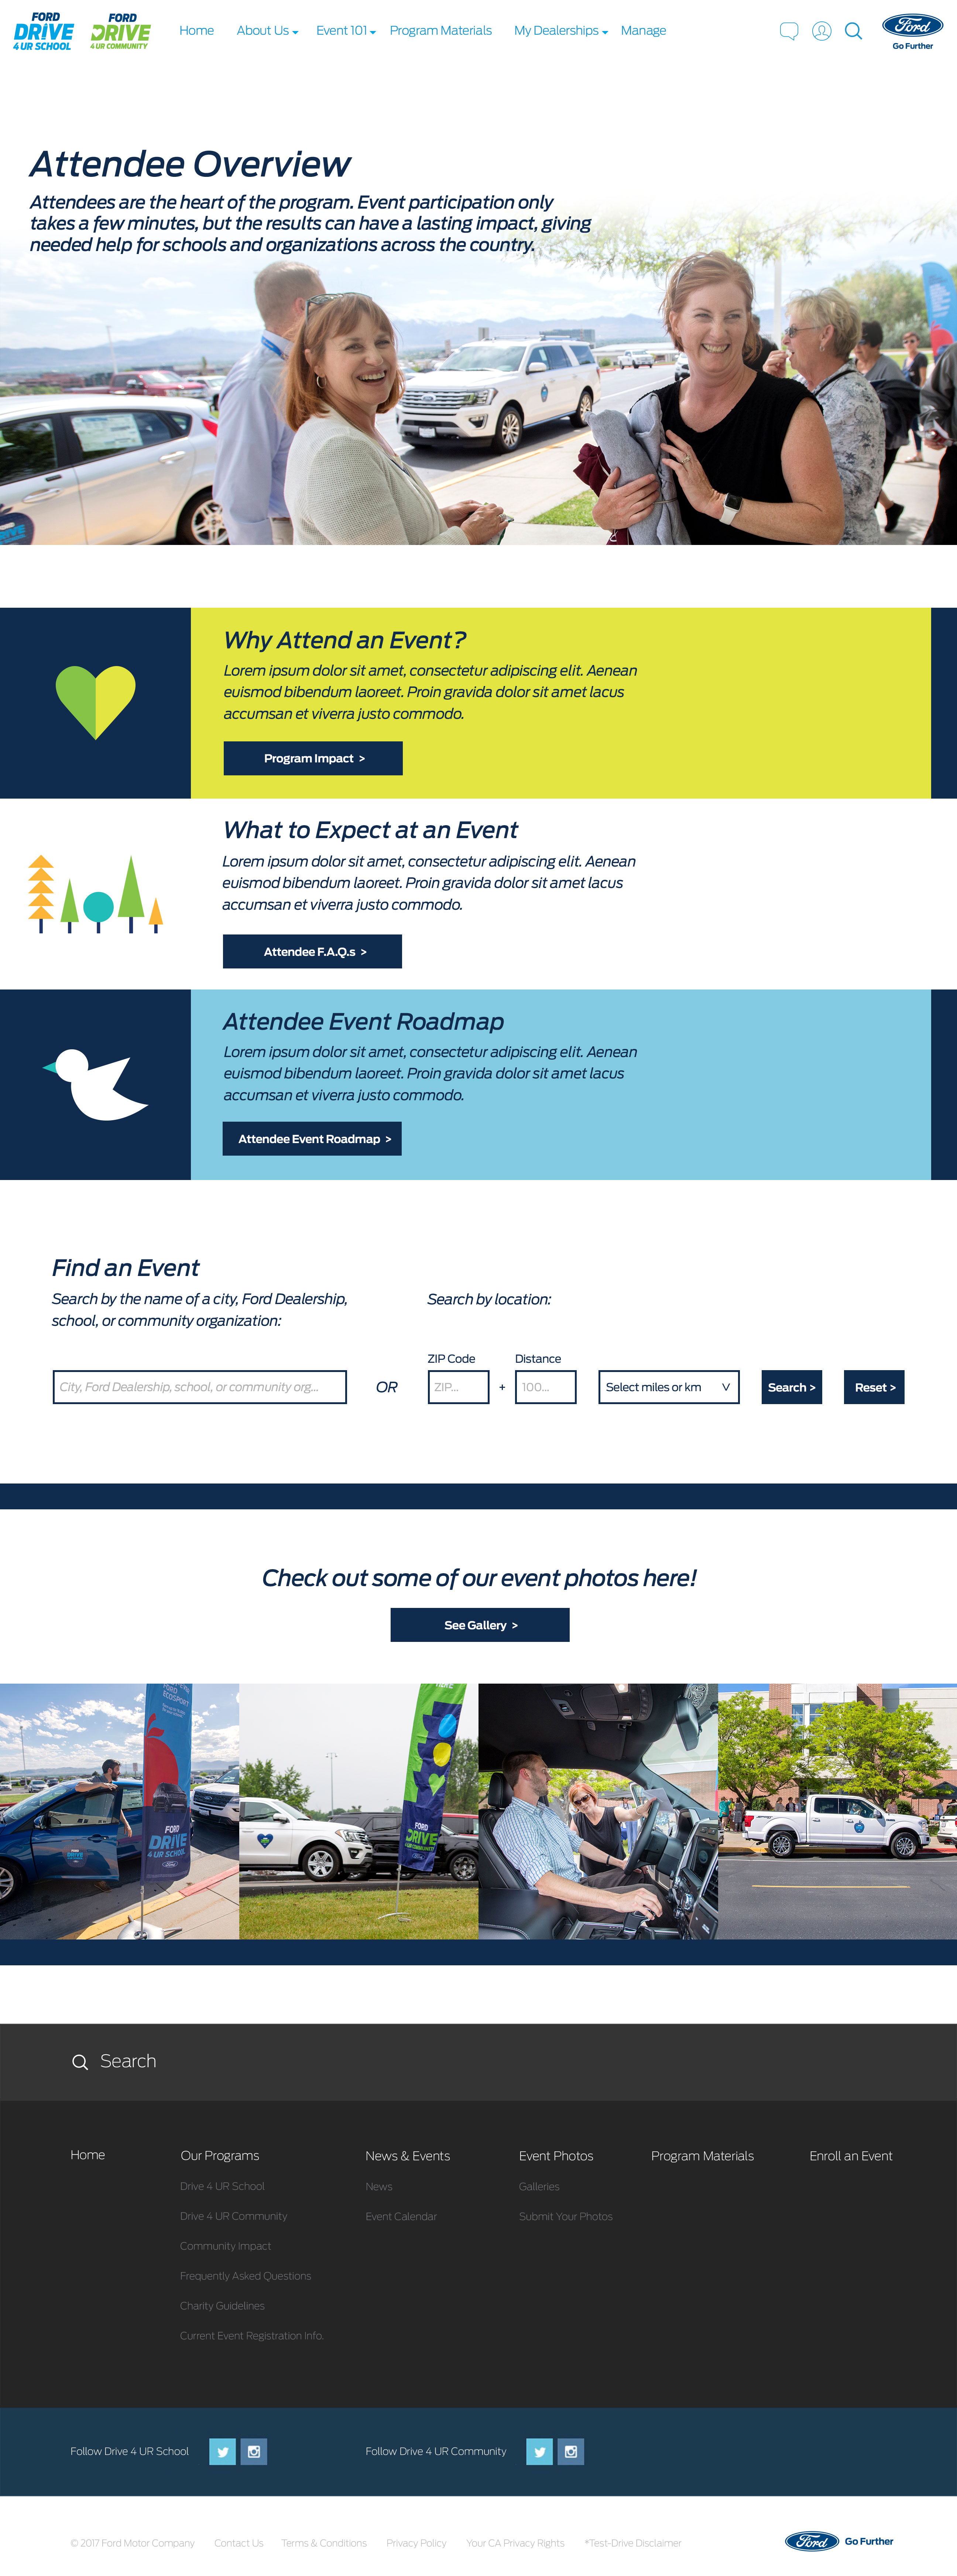 FORD
DRIVE
4 UR SCHOOL
FORD
DRIVE
4 UR COMMUNITY
Home
About Us
Event 101
Program Materials
My Dealerships
Manage
Ford
Go Further
Attendee Overview
Attendees are the heart of the program. Event participation only
takes a few minutes, but the results can have a lasting impact, giving
needed help for schools and organizations across the country.
Why Attend an Event?
Lorem ipsum dolor sit amet, consectetur adipiscing elit. Aenean
euismod bibendum laoreet. Proin gravida dolor sit amet lacus
accumsan et viverra justo commodo.
Program Impact >
What to Expect at an Event
Lorem ipsum dolor sit amet, consectetur adipiscing elit. Aenean
euismod bibendum laoreet. Proin gravida dolor sit amet lacus
accumsan et viverra justo commodo.
Attendee F.A.Q.s >
Attendee Event Roadmap
Lorem ipsum dolor sit amet, consectetur adipiscing elit. Aenean
euismod bibendum laoreet. Proin gravida dolor sit amet lacus
accumsan et viverra justo commodo.
Attendee Event Roadmap >
Find an Event
Search by the name of a city, Ford Dealership,
school, or community organization:
Search by location:
ZIP Code
Distance
City, Ford Dealership, school, or community org...
OR
ZIP...
+
100...
Select miles or km
V
Search >
Reset >
Check out some of our event photos here!
See Gallery >
FORD
ECOSPORT
FORD
DRIVE
4 UR SCHOOL
DRIVE
FORD
DRIVE
4 UR COMMUNITY
Search
Home
Our Programs
News & Events
Event Photos
Program Materials
Enroll an Event
Drive 4 UR School
News
Galleries
Drive 4 UR Community
Event Calendar
Submit Your Photos
Community Impact
Frequently Asked Questions
Charity Guidelines
Current Event Registration Info.
Follow Drive 4 UR School
Follow Drive 4 UR Community
© 2017 Ford Motor Company
Contact Us
Terms & Conditions
Privacy Policy
Your CA Privacy Rights
*Test-Drive Disclaimer
Ford
Go Further